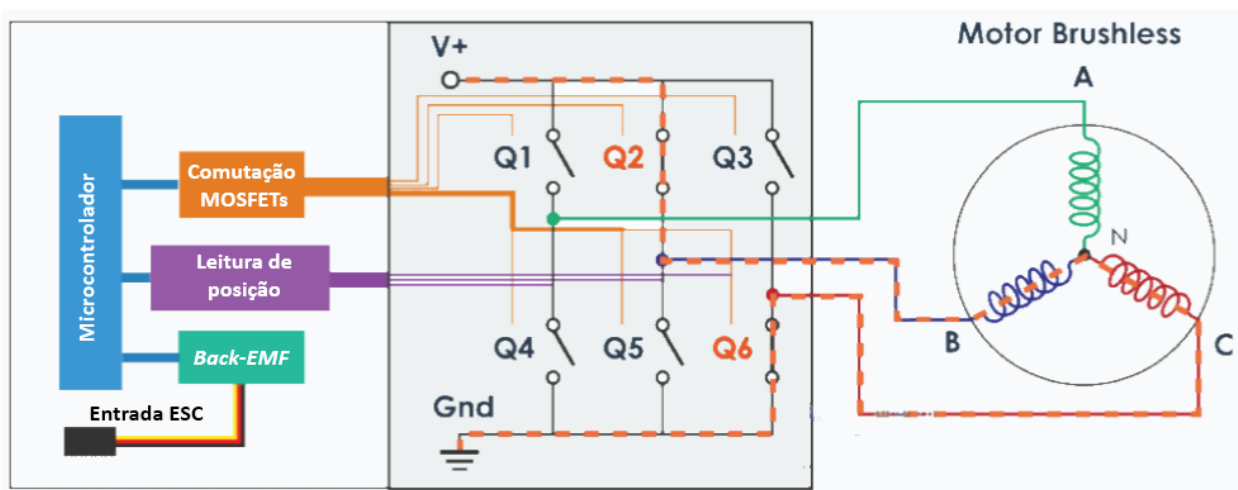 Microcontrolador
Comutação
MOSFETs
Leitura de
posição
Back-EMF
Entrada ESC
V+
Q1
Q2
Q3
Q4
Q5
Q6
Gnd
Motor Brushless
A
N
B
C